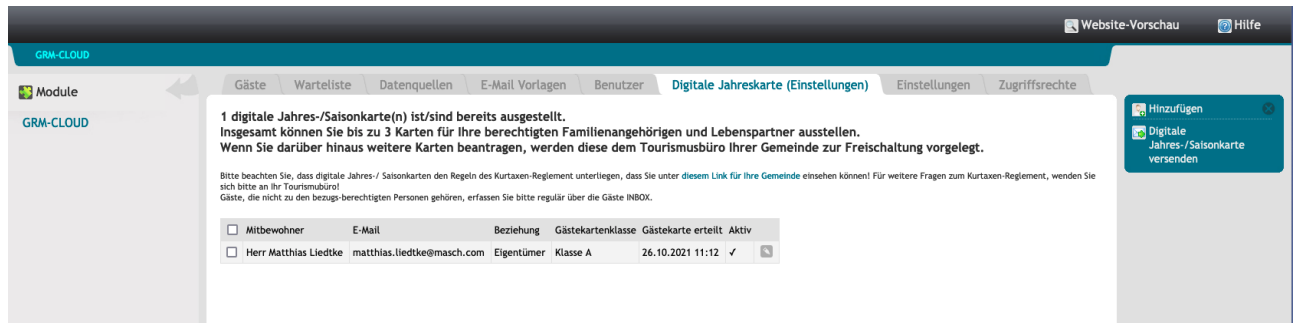 Website-Vorschau Hilfe
GRM-CLOUD
Module
GRM-CLOUD
Gäste Warteliste Datenquellen E-Mail Vorlagen Benutzer Digitale Jahreskarte (Einstellungen) Einstellungen Zugriffsrechte
1 digitale Jahres-/Saisonkarte(n) ist/sind bereits ausgestellt.
Insgesamt können Sie bis zu 3 Karten für Ihre berechtigten Familienangehörigen und Lebenspartner ausstellen.
Wenn Sie darüber hinaus weitere Karten beantragen, werden diese dem Tourismusbüro Ihrer Gemeinde zur Freischaltung vorgelegt.
Bitte beachten Sie, dass digitale Jahres-/ Saisonkarten den Regeln des Kurtaxen-Reglement unterliegen, dass Sie unter diesem Link für Ihre Gemeinde einsehen können! Für weitere Fragen zum Kurtaxen-Reglement, wenden Sie
sich bitte an Ihr Tourismubüro!
Gäste, die nicht zu den bezugs-berechtigten Personen gehören, erfassen Sie bitte regulär über die Gäste INBOX.
Mitbewohner E-Mail Beziehung Gästekartenklasse Gästekarte erteilt Aktiv
Herr Matthias Liedtke matthias.liedtke@masch.com Eigentümer Klasse A 26.10.2021 11:12 ✓
Hinzufügen
Digitale
Jahres-/Saisonkarte
versenden